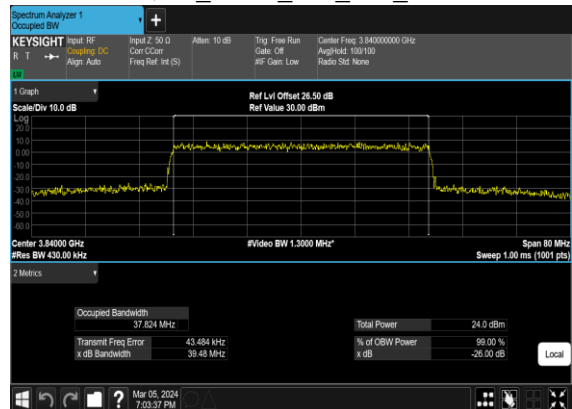 Spectrum Analyzer 1
Occupied BW
+
KEYSIGHT Input: RF Input Z: 50 Ω Atten: 10 dB Trig: Free Run Center Freq: 3.840000000 GHz
R T Coupling: DC Corr CCorr Gate: Off Avg|Hold: 100/100
Align: Auto Freq Ref: Int (S) #IF Gain: Low Radio Std: None
1 Graph
Ref Lvl Offset 26.50 dB
Scale/Div 10.0 dB Ref Value 30.00 dBm
Log
20.0
10.0
0.00
-10.0
-20.0
-30.0
-40.0
-50.0
-60.0
Center 3.84000 GHz #Video BW 1.3000 MHz* Span 80 MHz
#Res BW 430.00 kHz Sweep 1.00 ms (1001 pts)
2 Metrics
Occupied Bandwidth
37.824 MHz Total Power 24.0 dBm
Transmit Freq Error 43.484 kHz % of OBW Power 99.00 %
x dB Bandwidth 39.48 MHz x dB -26.00 dB
Local
? Mar 05, 2024
7:03:37 PM